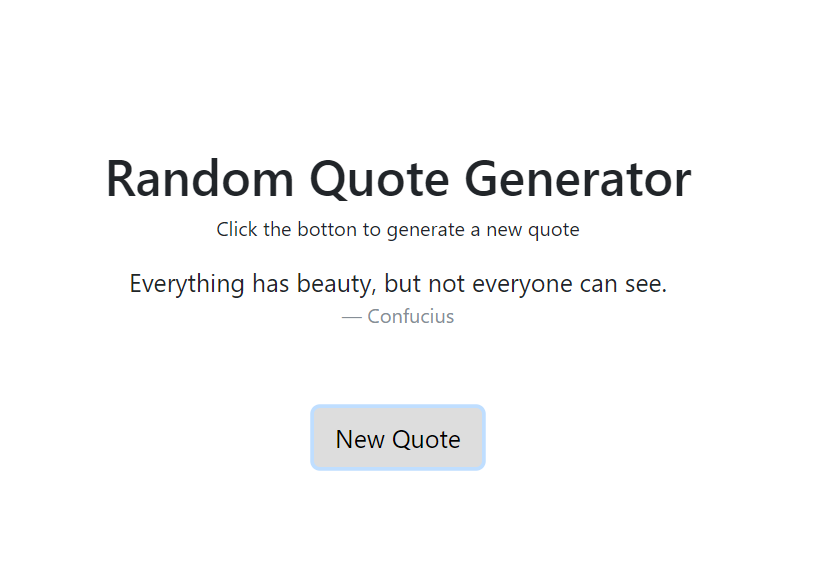 Random Quote Generator
Click the botton to generate a new quote
Everything has beauty, but not everyone can see.
— Confucius
New Quote